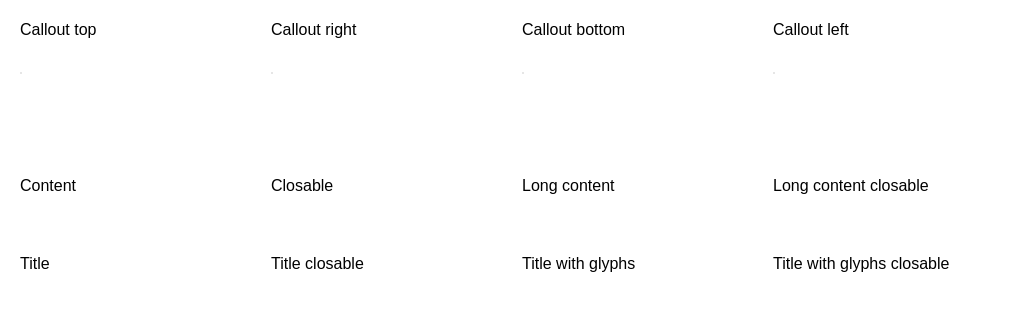 Callout top
Callout right
Callout bottom
Callout left
Content
Closable
Long content
Long content closable
Title
Title closable
Title with glyphs
Title with glyphs closable